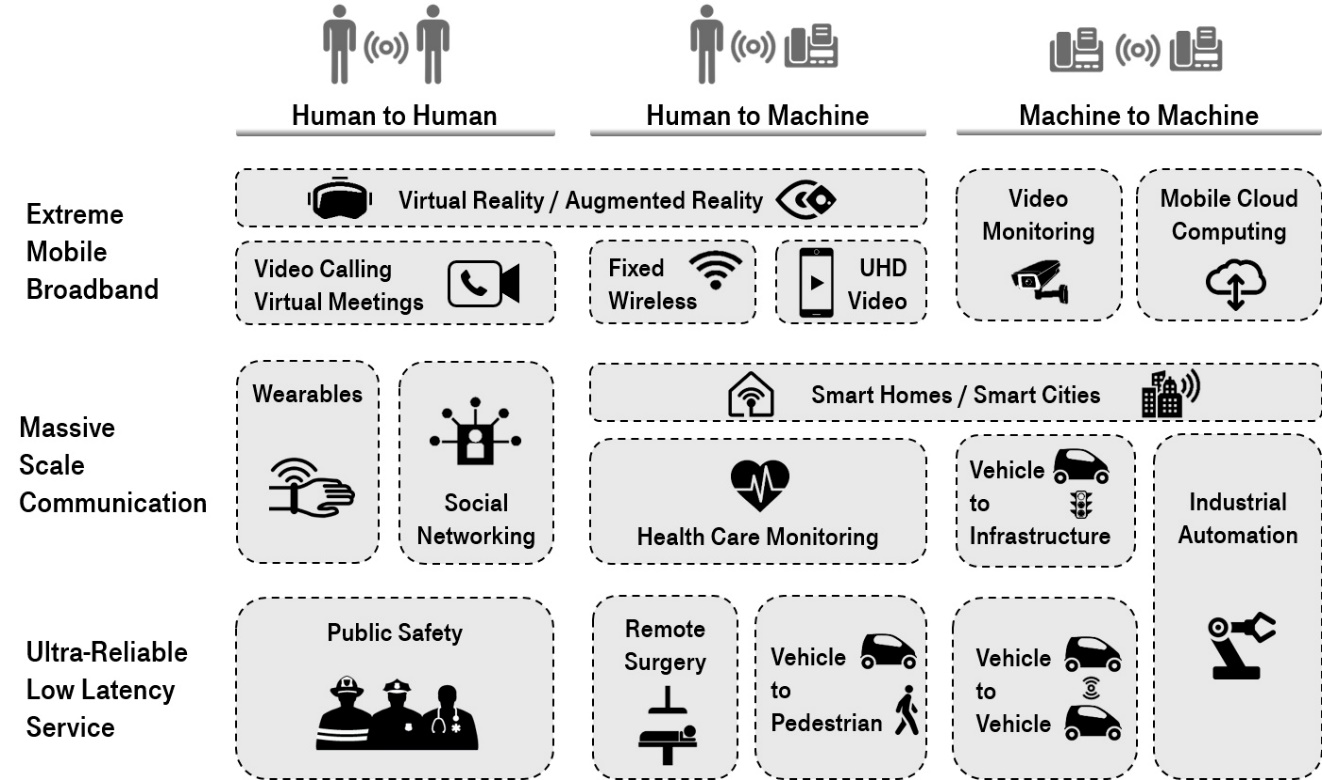 Human to Human
Human to Machine
Machine to Machine
Extreme
Mobile
Broadband
Virtual Reality / Augmented Reality
Video Calling
Virtual Meetings
Fixed
Wireless
UHD
Video
Video
Monitoring
Mobile Cloud
Computing
Massive
Scale
Communication
Wearables
Social
Networking
Smart Homes / Smart Cities
Health Care Monitoring
Vehicle
to
Infrastructure
Industrial
Automation
Ultra-Reliable
Low Latency
Service
Public Safety
Remote
Surgery
Vehicle
to
Pedestrian
Vehicle
to
Vehicle